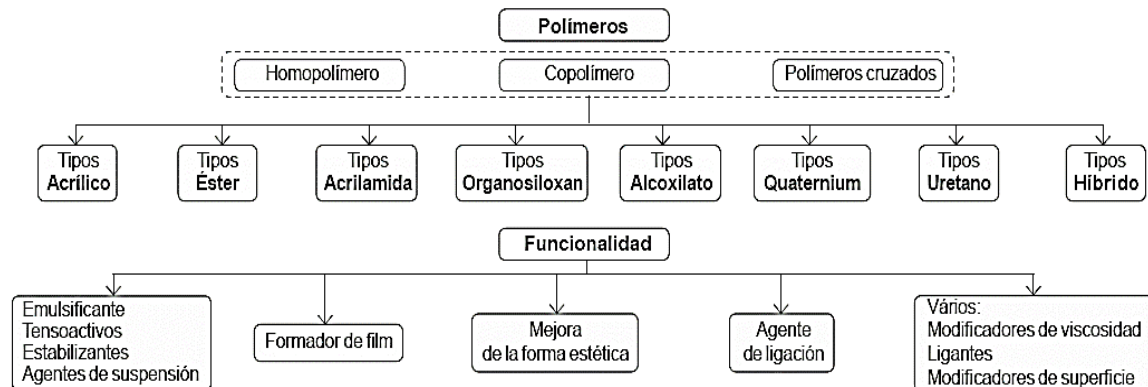 Polímeros
Homopolímero
Copolímero
Polímeros cruzados
Tipos
Acrílico
Tipos
Éster
Tipos
Acrilamida
Tipos
Organosiloxan
Tipos
Alcoxilato
Tipos
Quaternium
Tipos
Uretano
Tipos
Híbrido
Funcionalidad
Emulsificante
Tensoactivos
Estabilizantes
Agentes de suspensión
Formador de film
Mejora
de la forma estética
Agente
de ligación
Vários:
Modificadores de viscosidad
Ligantes
Modificadores de superficie